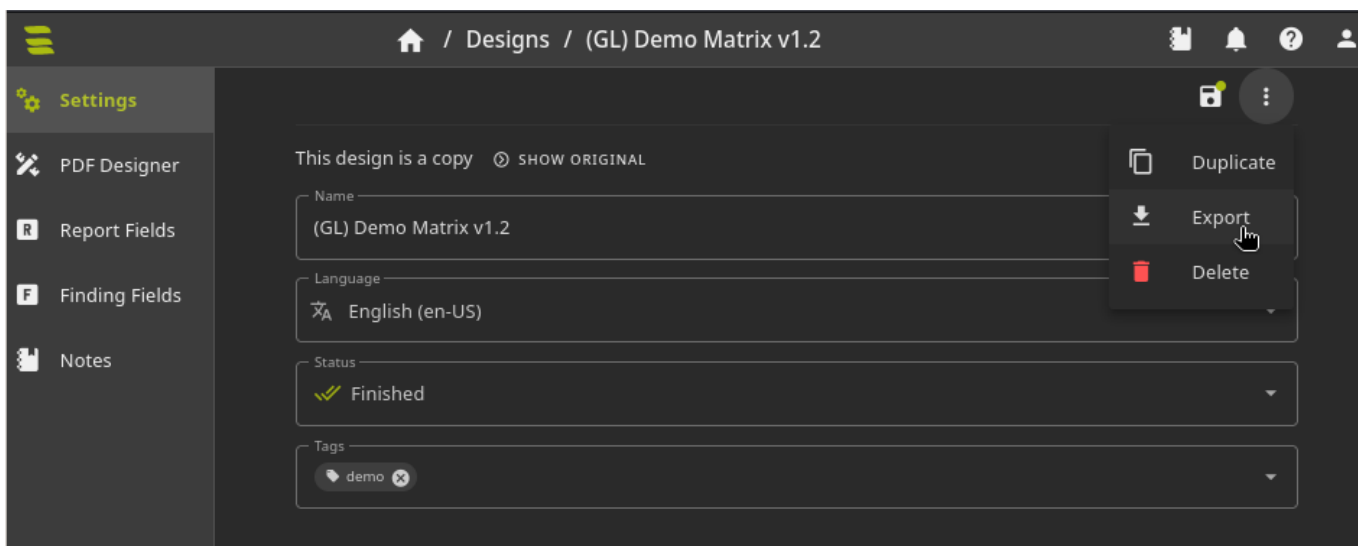 / Designs / (GL) Demo Matrix v1.2
Settings
PDF Designer
R Report Fields
F Finding Fields
Notes
This design is a copy SHOW ORIGINAL
Name
(GL) Demo Matrix v1.2
Language
English (en-US)
Status
Finished
Tags
demo
Duplicate
Export
Delete